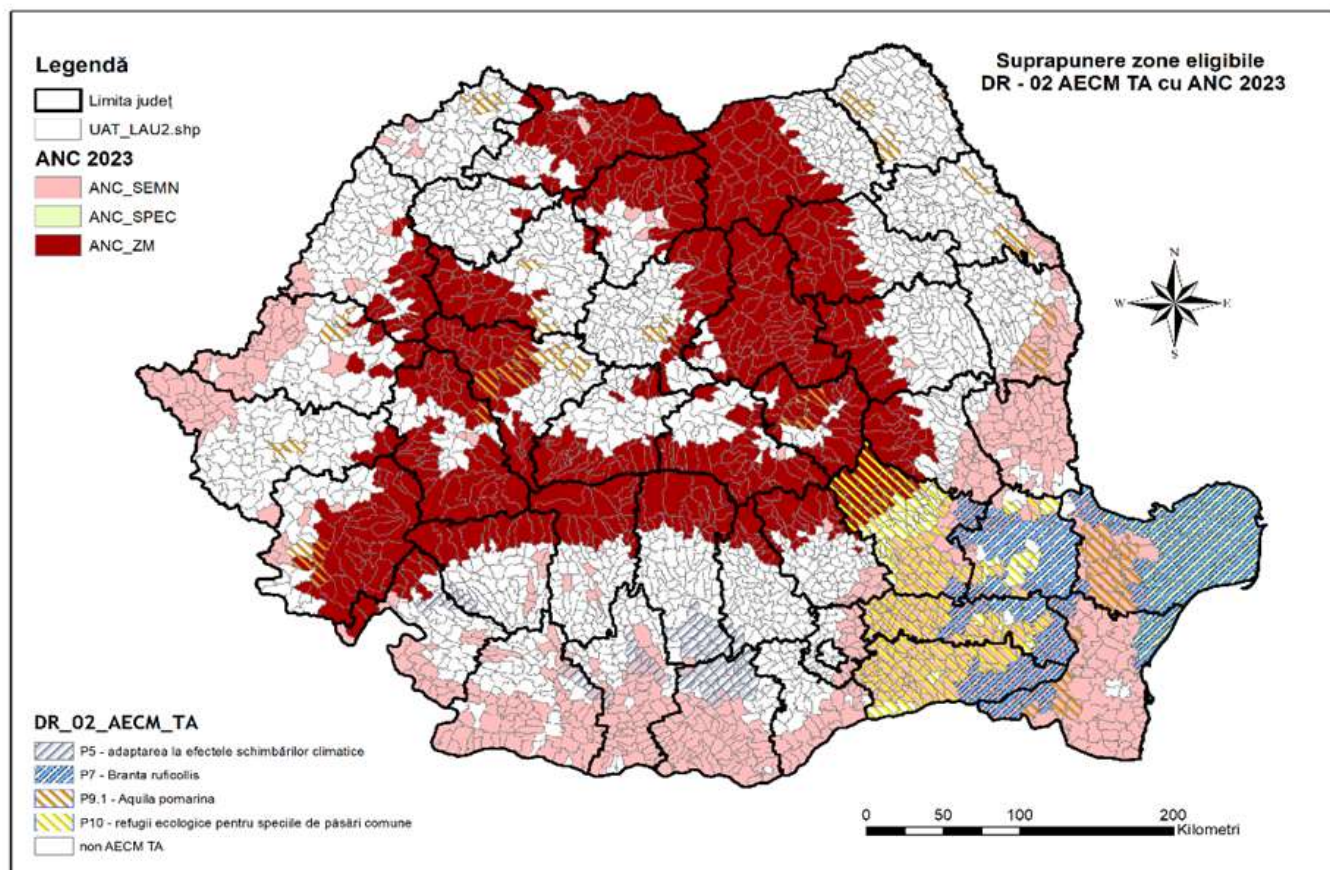 Legendă
Limita județ
UAT_LAU2.shp
ANC 2023
ANC_SEMN
ANC_SPEC
ANC_ZM
Suprapunere zone eligibile
DR - 02 AECM TA cu ANC 2023
N
W
E
S
DR_02_AECM_TA
P5 - adaptarea la efectele schimbărilor climatice
P7 - Branta ruficollis
P9.1 - Aquila pomarina
P10 - refugii ecologice pentru speciile de păsări comune
non AECM TA
0 50 100 200
Kilometri